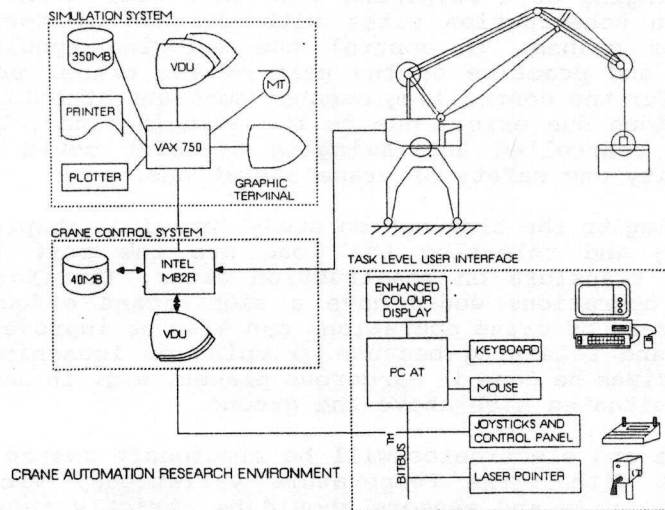 SIMULATION SYSTEM
350MB
VDU
MT
PRINTER
VAX 750
PLOTTER
GRAPHIC
TERMINAL
CRANE CONTROL SYSTEM
40MB
INTEL
MB2R
VDU
TASK LEVEL USER INTERFACE
ENHANCED
COLOUR
DISPLAY
PC AT
KEYBOARD
MOUSE
JOYSTICKS AND
CONTROL PANEL
BITBUS TH
LASER POINTER
CRANE AUTOMATION RESEARCH ENVIRONMENT